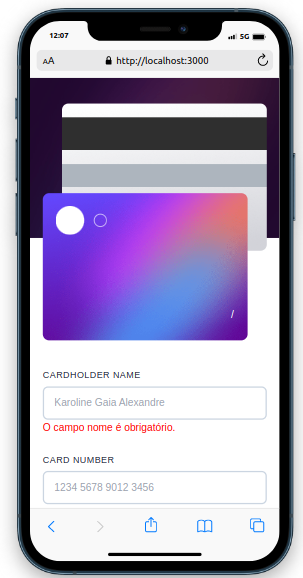 12:07
5G
AA
http://localhost:3000
/
CARDHOLDER NAME
Karoline Gaia Alexandre
O campo nome é obrigatório.
CARD NUMBER
1234 5678 9012 3456